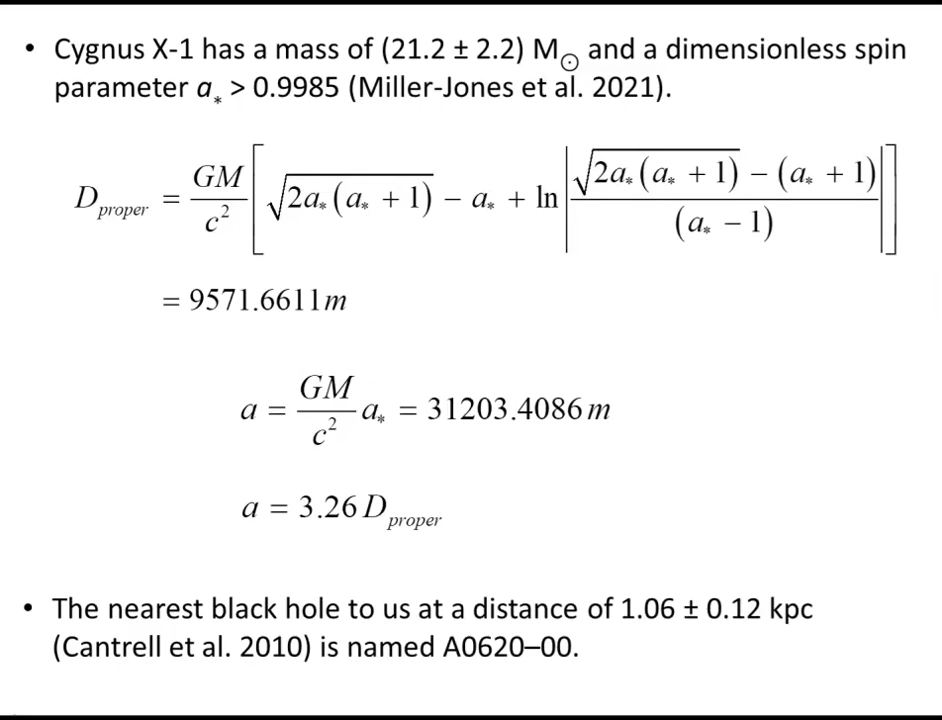 • Cygnus X-1 has a mass of (21.2 ± 2.2) M☉ and a dimensionless spin
parameter a* > 0.9985 (Miller-Jones et al. 2021).
D_proper = GM/c² [ √(2a*(a* + 1)) − a* + ln | (√(2a*(a* + 1)) − (a* + 1)) / (a* − 1) | ]
= 9571.6611m
a = GM/c² a* = 31203.4086 m
a = 3.26 D_proper
• The nearest black hole to us at a distance of 1.06 ± 0.12 kpc
(Cantrell et al. 2010) is named A0620–00.